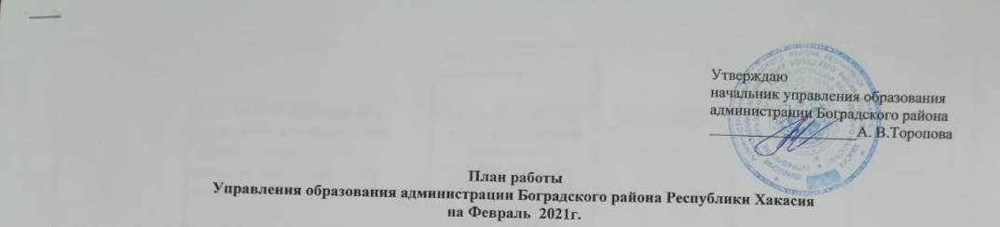 Утверждаю
начальник управления образования
администрации Боградского района
А. В.Торопова
План работы
Управления образования администрации Боградского района Республики Хакасия
на Февраль 2021г.